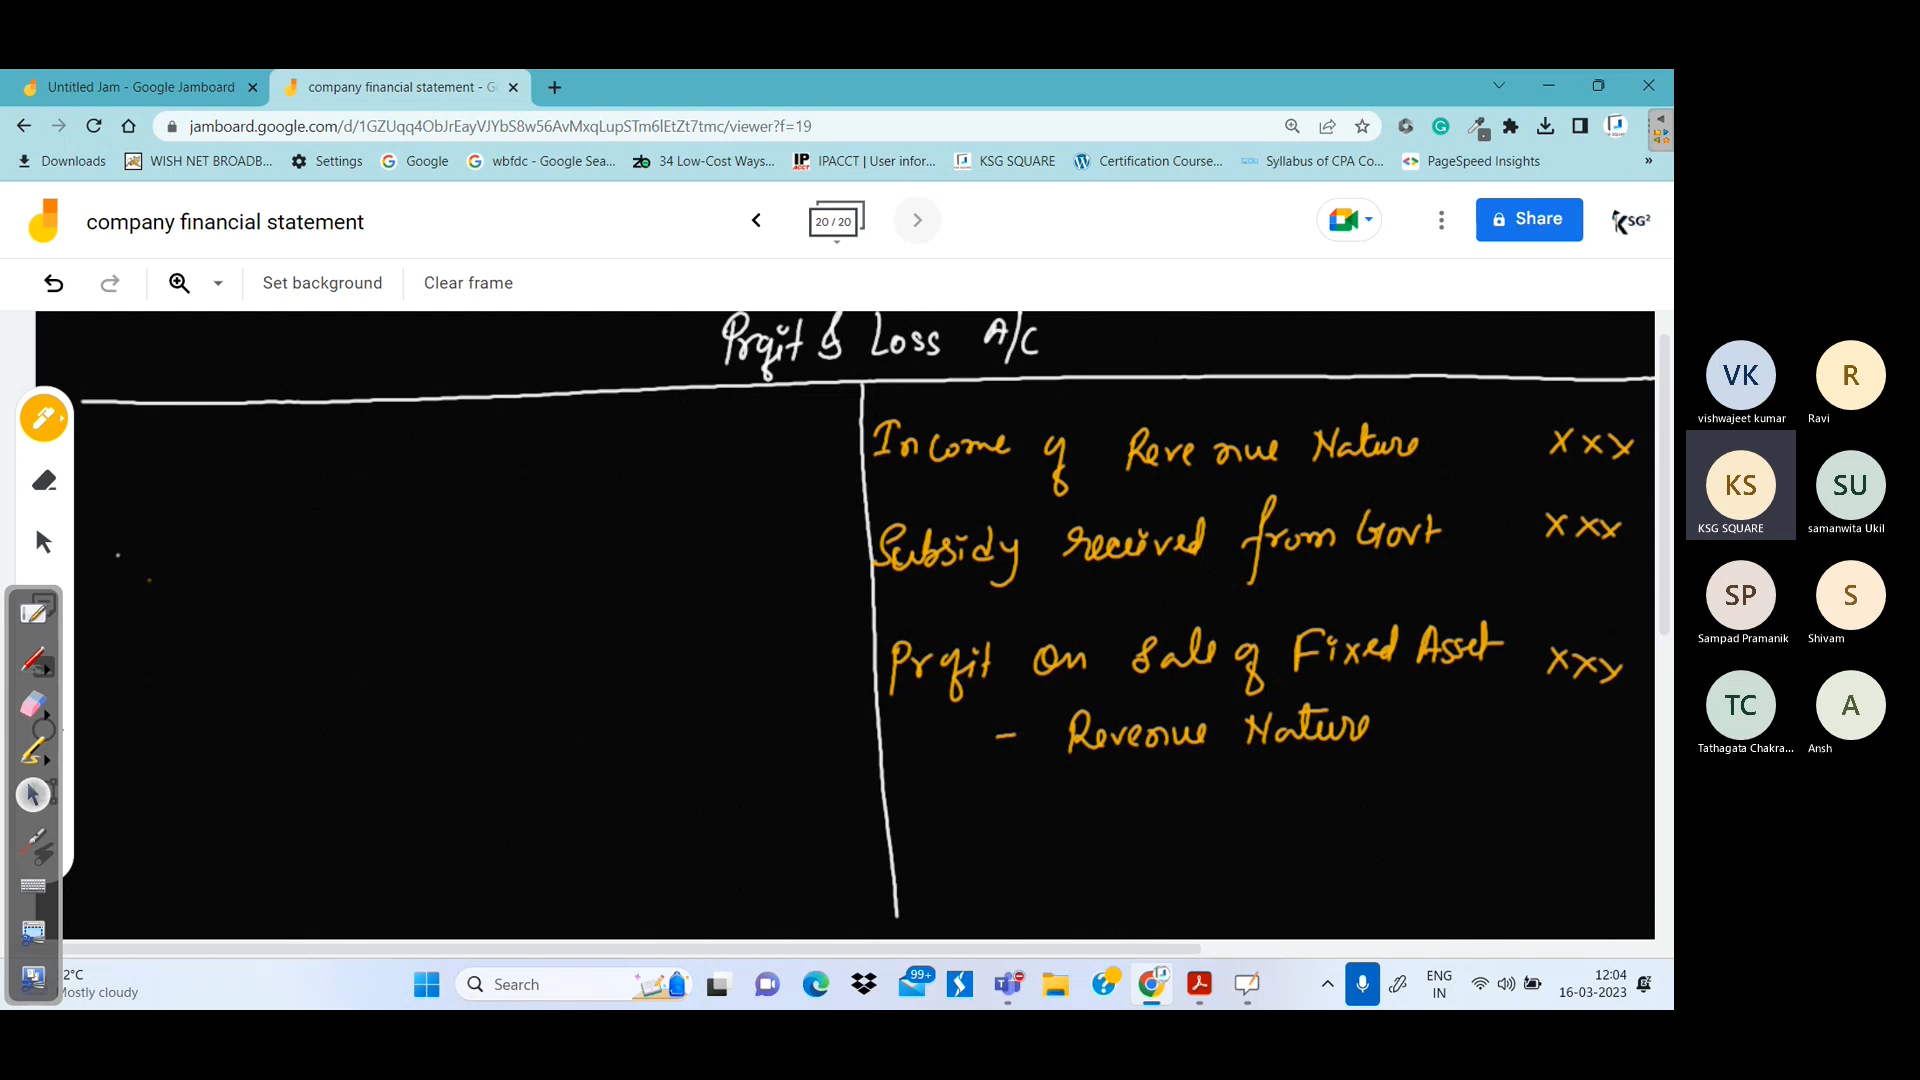 Untitled Jam - Google Jamboard
company financial statement - G
jamboard.google.com/d/1GZUqq4ObJrEayVJYbS8w56AvMxqLupSTm6lEtZt7tmc/viewer?f=19
Downloads WISH NET BROADB... Settings Google wbfdc - Google Sea... 34 Low-Cost Ways... IPACCT | User infor... KSG SQUARE Certification Course... Syllabus of CPA Co... PageSpeed Insights »
company financial statement
20 / 20
Share
KSG²
Set background
Clear frame
Profit & Loss A/C
Income of Revenue Nature xxx
Subsidy received from Govt xxx
Profit on Sale of Fixed Asset xxx
- Revenue Nature
VK
vishwajeet kumar
R
Ravi
KS
KSG SQUARE
SU
samanwita Ukil
SP
Sampad Pramanik
S
Shivam
TC
Tathagata Chakra...
A
Ansh
2°C
Mostly cloudy
Search
99+
ENG
IN
12:04
16-03-2023